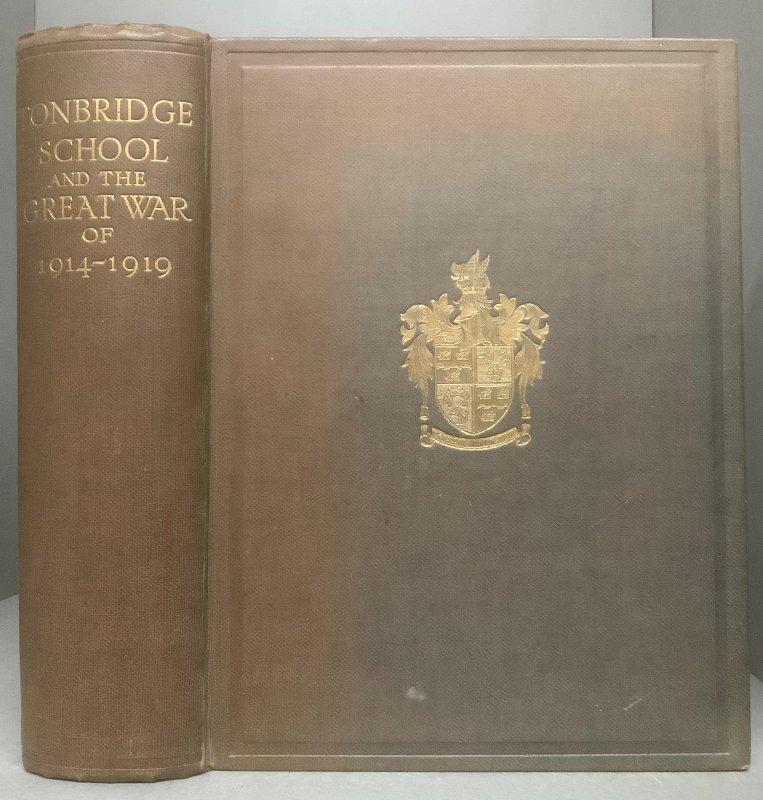 TONBRIDGE
SCHOOL
AND THE
GREAT WAR
OF
1914-1919